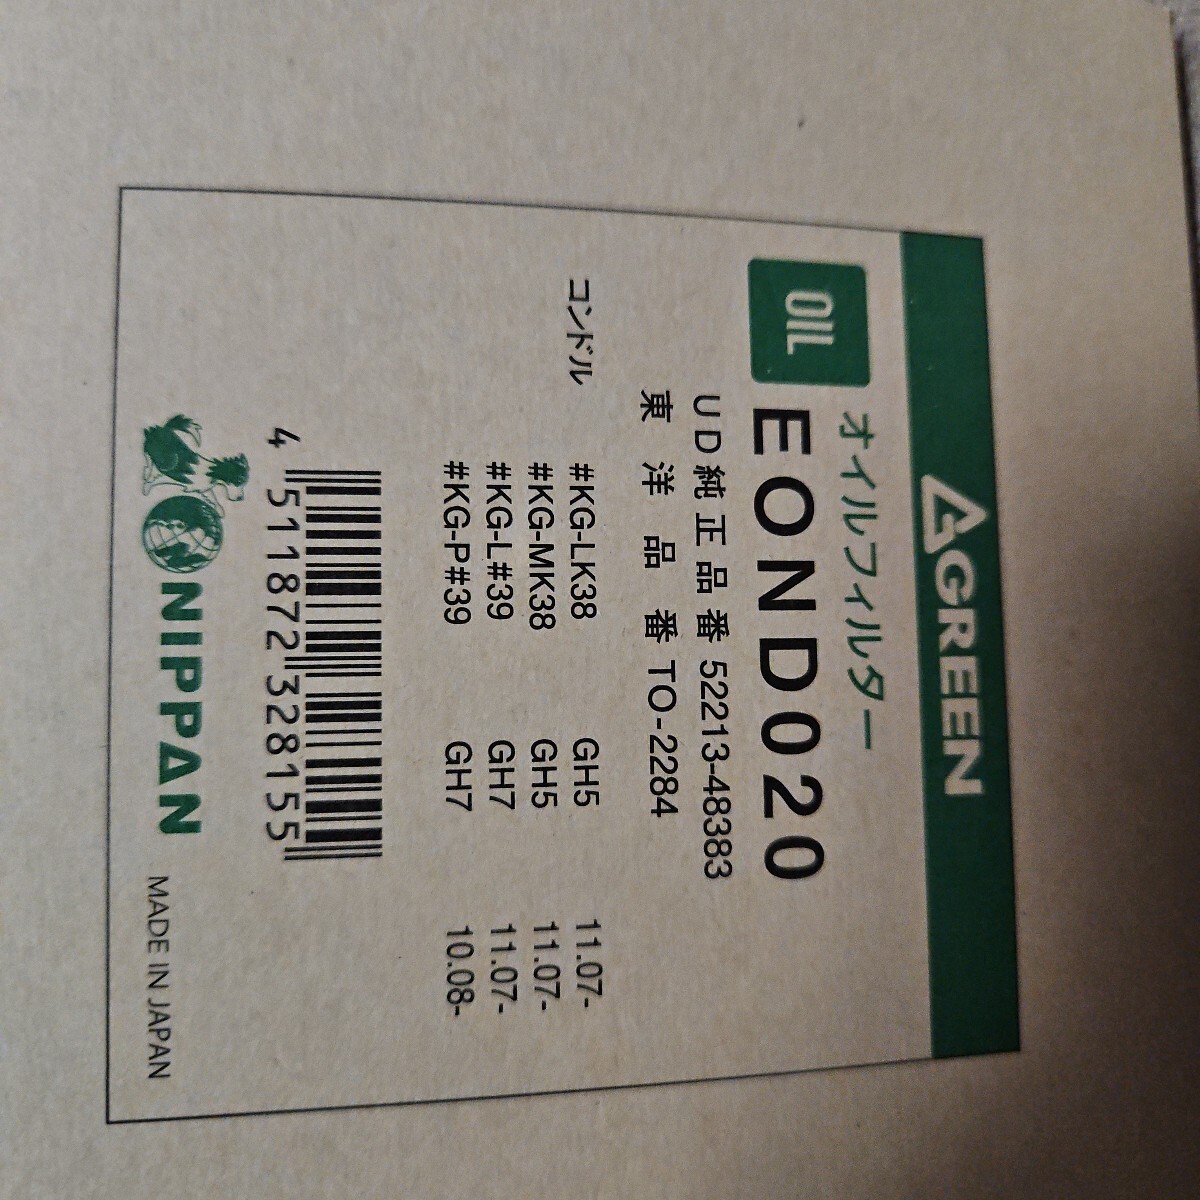 AGREEN
OIL
オイルフィルター
EOND020
UD純正品番 52213-48383
東洋品番 TO-2284
コンドル #KG-LK38 GH5 11.07-
#KG-MK38 GH5 11.07-
#KG-L#39 GH7 11.07-
#KG-P#39 GH7 10.08-
4 511872 328155
NIPPAN MADE IN JAPAN